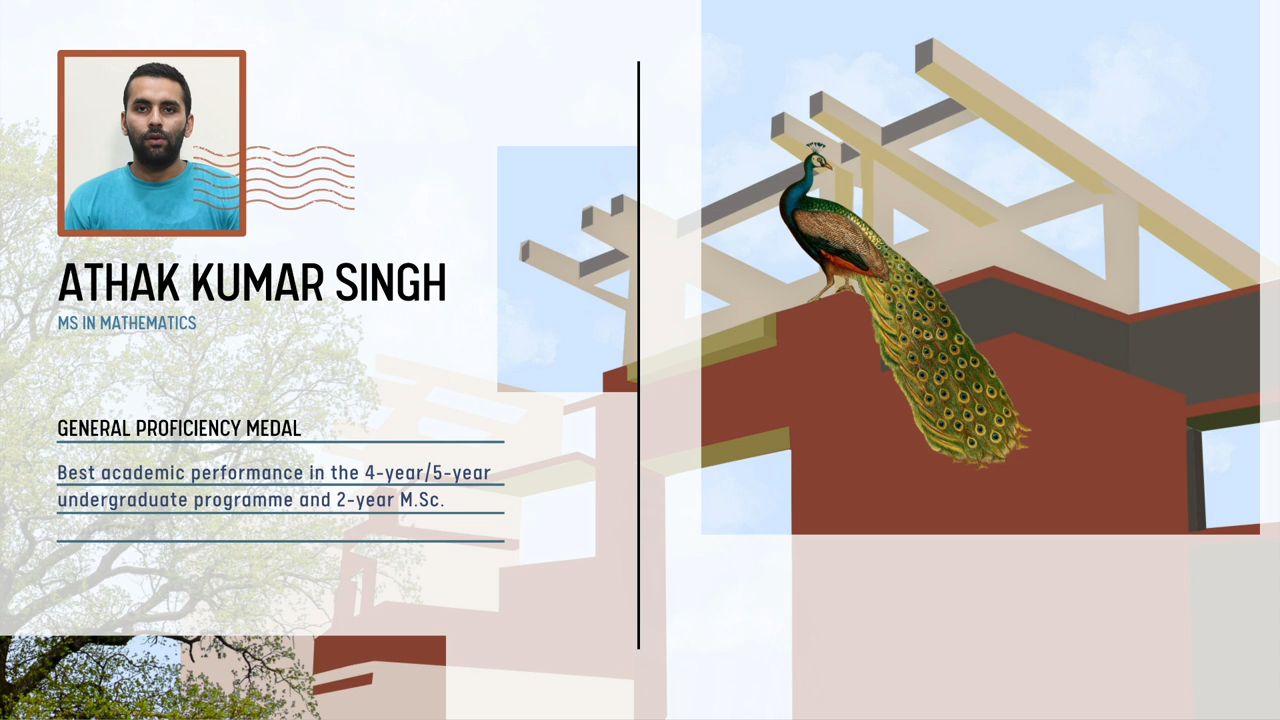 ATHAK KUMAR SINGH
MS IN MATHEMATICS
GENERAL PROFICIENCY MEDAL
Best academic performance in the 4-year/5-year
undergraduate programme and 2-year M.Sc.